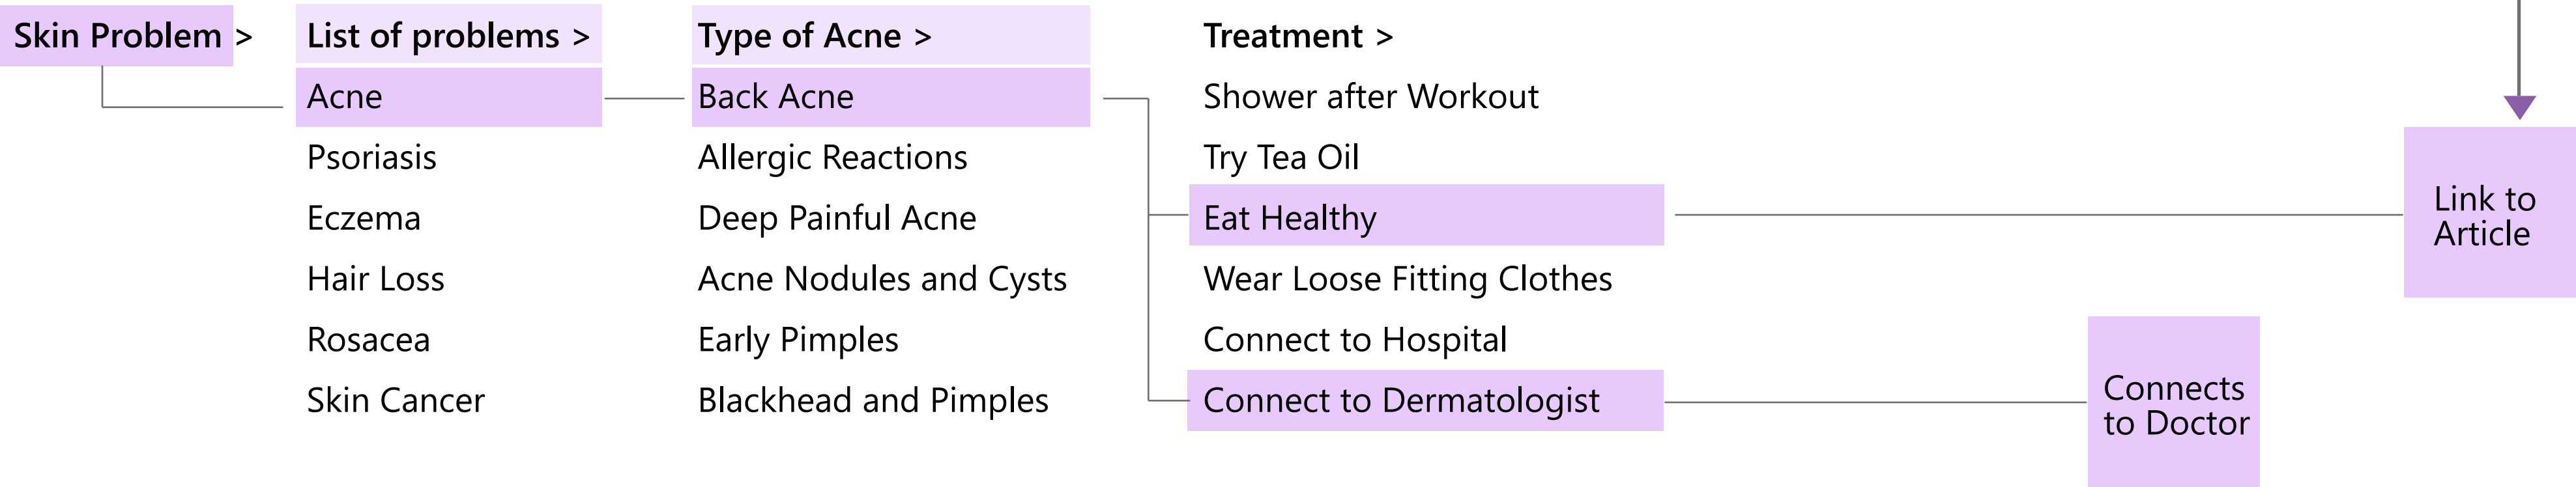 Skin Problem >
List of problems >
Acne
Psoriasis
Eczema
Hair Loss
Rosacea
Skin Cancer
Type of Acne >
Back Acne
Allergic Reactions
Deep Painful Acne
Acne Nodules and Cysts
Early Pimples
Blackhead and Pimples
Treatment >
Shower after Workout
Try Tea Oil
Eat Healthy
Wear Loose Fitting Clothes
Connect to Hospital
Connect to Dermatologist
Connects
to Doctor
Link to
Article